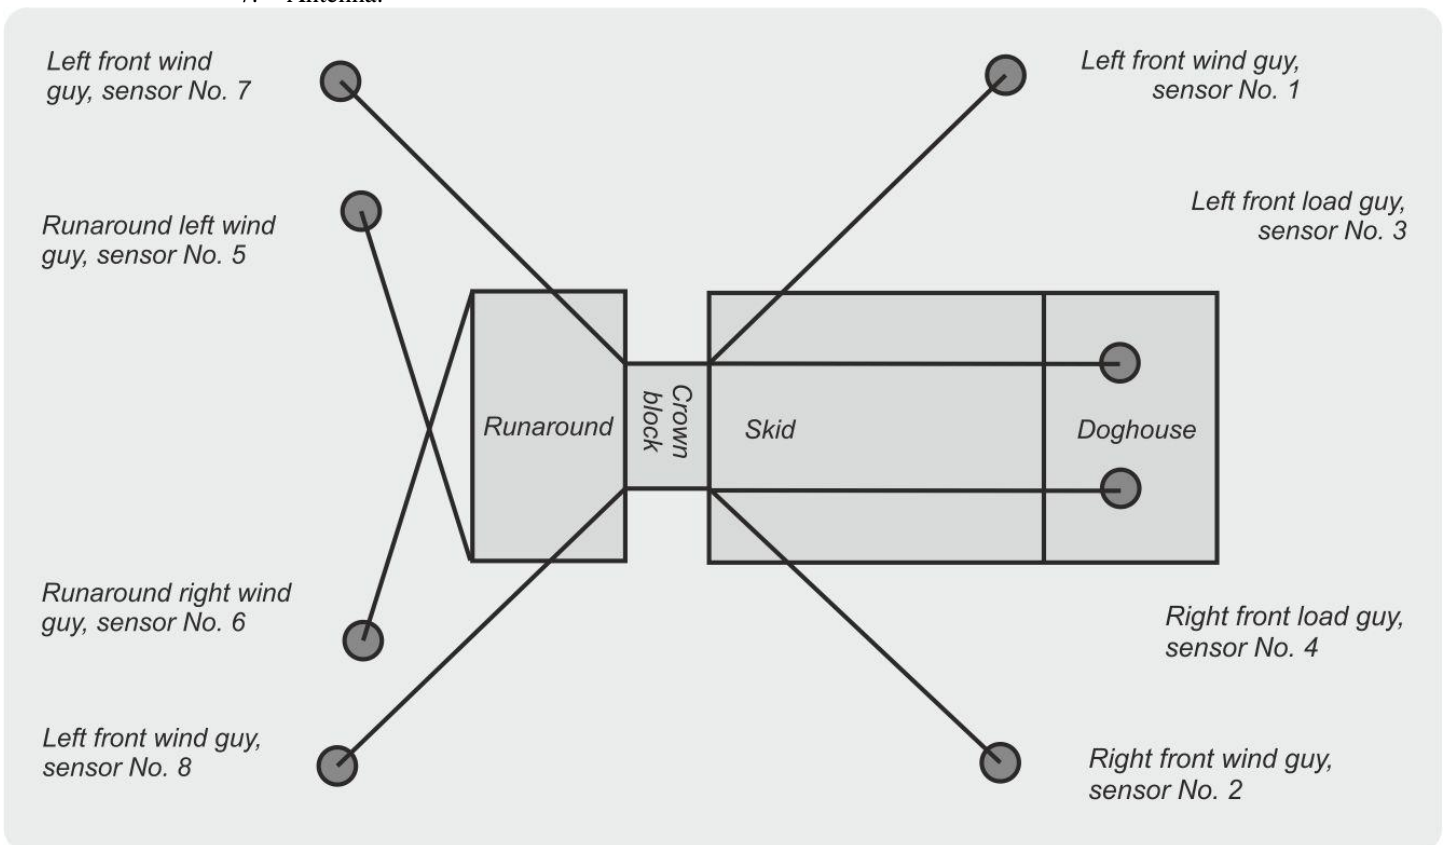 7. Antenna.
Left front wind
guy, sensor No. 7
Left front wind guy,
sensor No. 1
Left front load guy,
sensor No. 3
Runaround left wind
guy, sensor No. 5
Runaround
Crown
block
Skid
Doghouse
Runaround right wind
guy, sensor No. 6
Right front load guy,
sensor No. 4
Left front wind guy,
sensor No. 8
Right front wind guy,
sensor No. 2